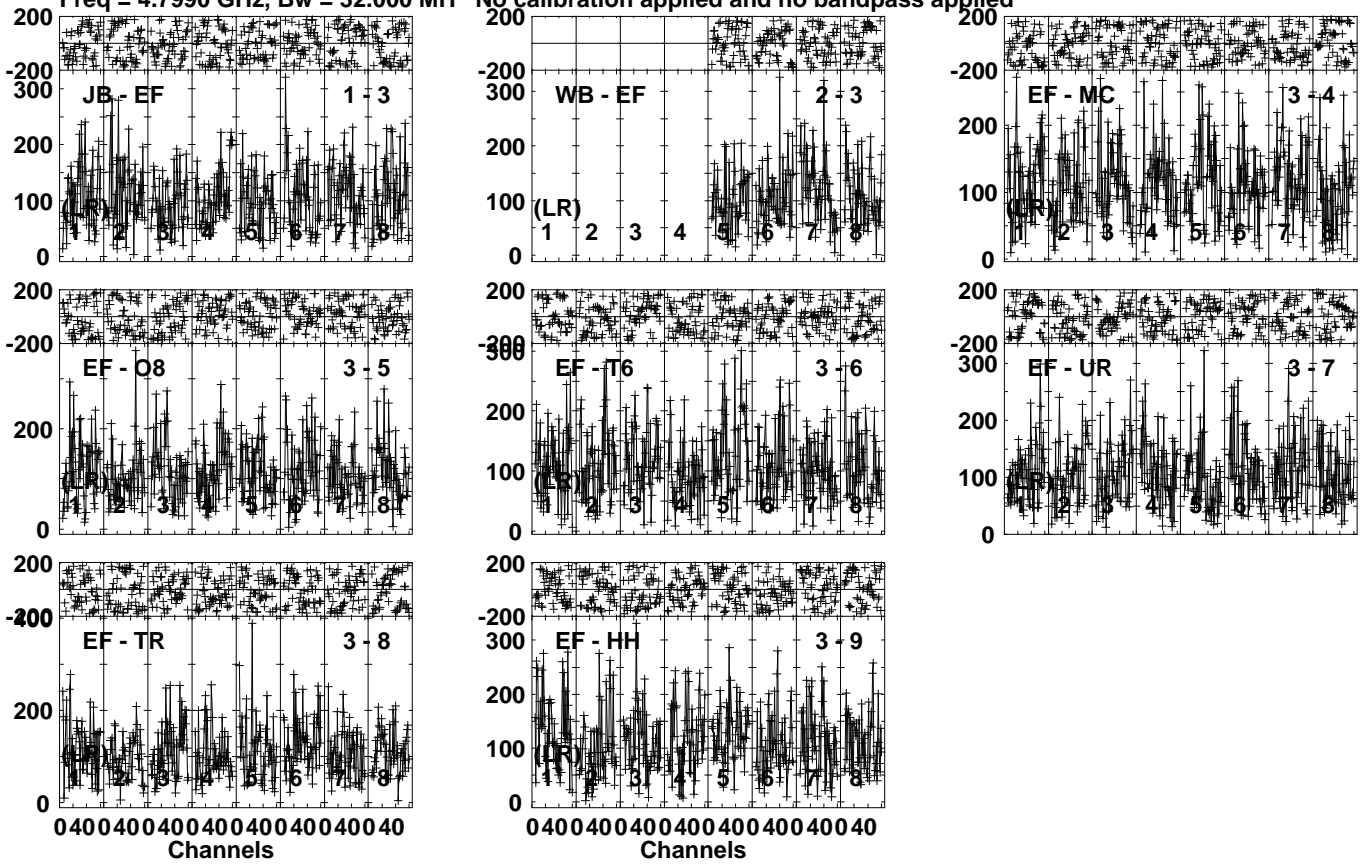 Freq = 4.7990 GHz, Bw = 32.000 MH No calibration applied and no bandpass applied
200
-200
300
200
100
0
JB - EF 1 - 3
(LR)
1 2 3 4 5 6 7 8
200
-200
300
200
100
0
WB - EF 2 - 3
(LR)
1 2 3 4 5 6 7 8
200
-200
200
100
0
EF - MC 3 - 4
(LR)
1 2 3 4 5 6 7 8
200
-200
200
0
EF - O8 3 - 5
(LR)
1 2 3 4 5 6 7 8
200
-200
300
200
100
0
EF - T6 3 - 6
(LR)
1 2 3 4 5 6 7 8
200
-200
300
200
100
0
EF - UR 3 - 7
(LR)
1 2 3 4 5 6 7 8
200
-200
400
200
0
EF - TR 3 - 8
(LR)
1 2 3 4 5 6 7 8
0 40 0 40 0 40 0 40 0 40 0 40 0 40 0 40
Channels
200
-200
300
200
100
0
EF - HH 3 - 9
(LR)
1 2 3 4 5 6 7 8
0 40 0 40 0 40 0 40 0 40 0 40 0 40 0 40
Channels